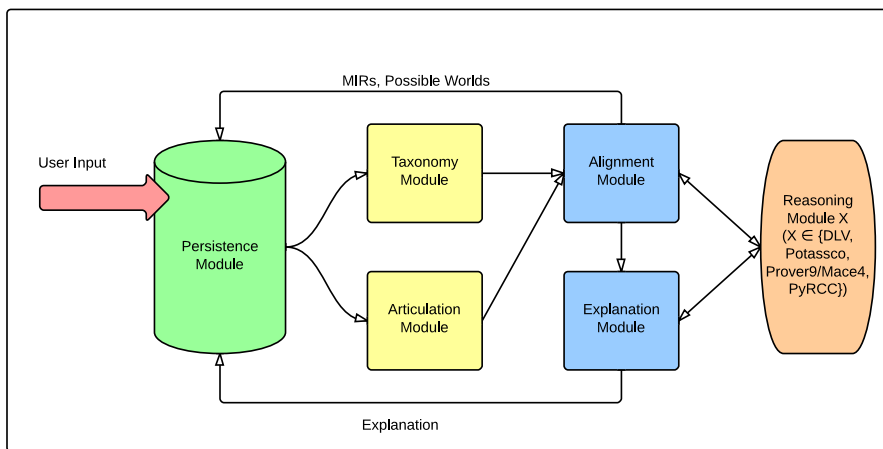 MIRs, Possible Worlds
User Input
Persistence
Module
Taxonomy
Module
Articulation
Module
Alignment
Module
Explanation
Module
Reasoning
Module X
(X ∈ {DLV,
Potassco,
Prover9/Mace4,
PyRCC})
Explanation